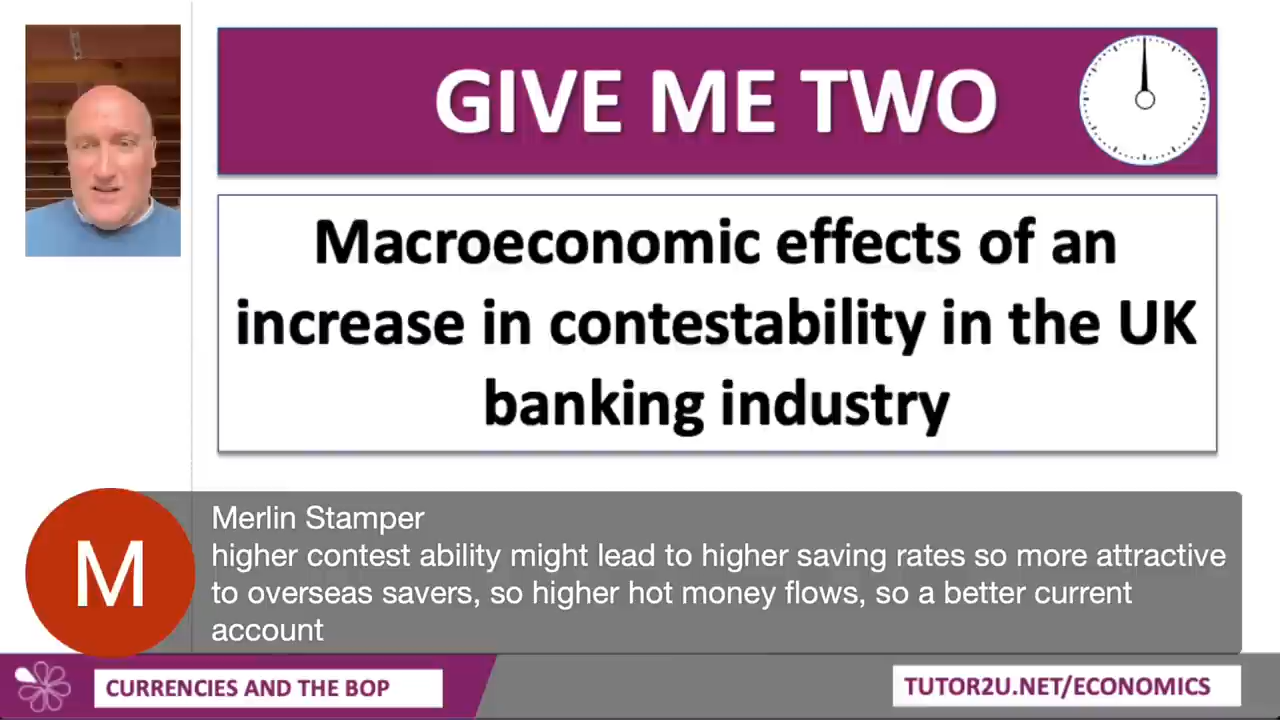 GIVE ME TWO
Macroeconomic effects of an
increase in contestability in the UK
banking industry
M
Merlin Stamper
higher contest ability might lead to higher saving rates so more attractive
to overseas savers, so higher hot money flows, so a better current
account
CURRENCIES AND THE BOP
TUTOR2U.NET/ECONOMICS